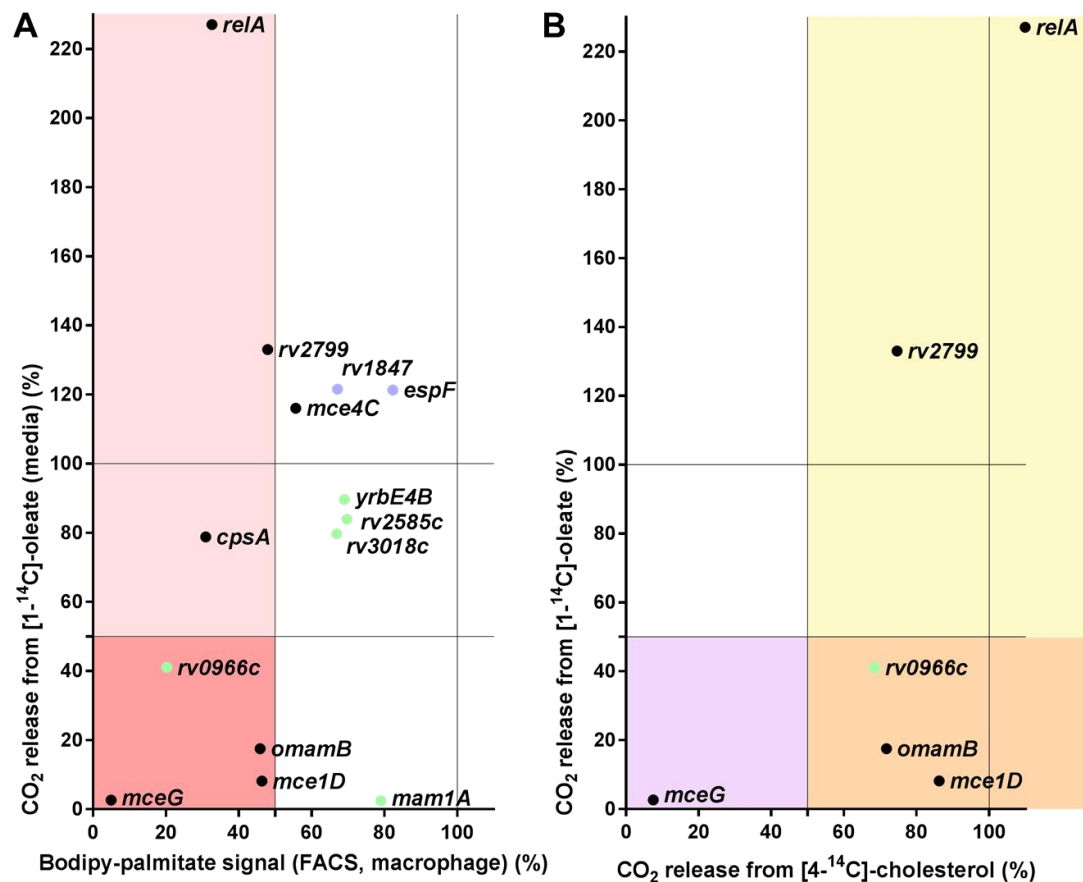 A
CO₂ release from [1-¹⁴C]-oleate (media) (%)
220
200
180
160
140
120
100
80
60
40
20
0
relA
rv2799
rv1847
espF
mce4C
yrbE4B
rv2585c
rv3018c
cpsA
rv0966c
omamB
mce1D
mceG
mam1A
0 20 40 60 80 100
Bodipy-palmitate signal (FACS, macrophage) (%)
B
CO₂ release from [1-¹⁴C]-oleate (%)
220
200
180
160
140
120
100
80
60
40
20
0
relA
rv2799
rv0966c
omamB
mce1D
mceG
0 20 40 60 80 100
CO₂ release from [4-¹⁴C]-cholesterol (%)